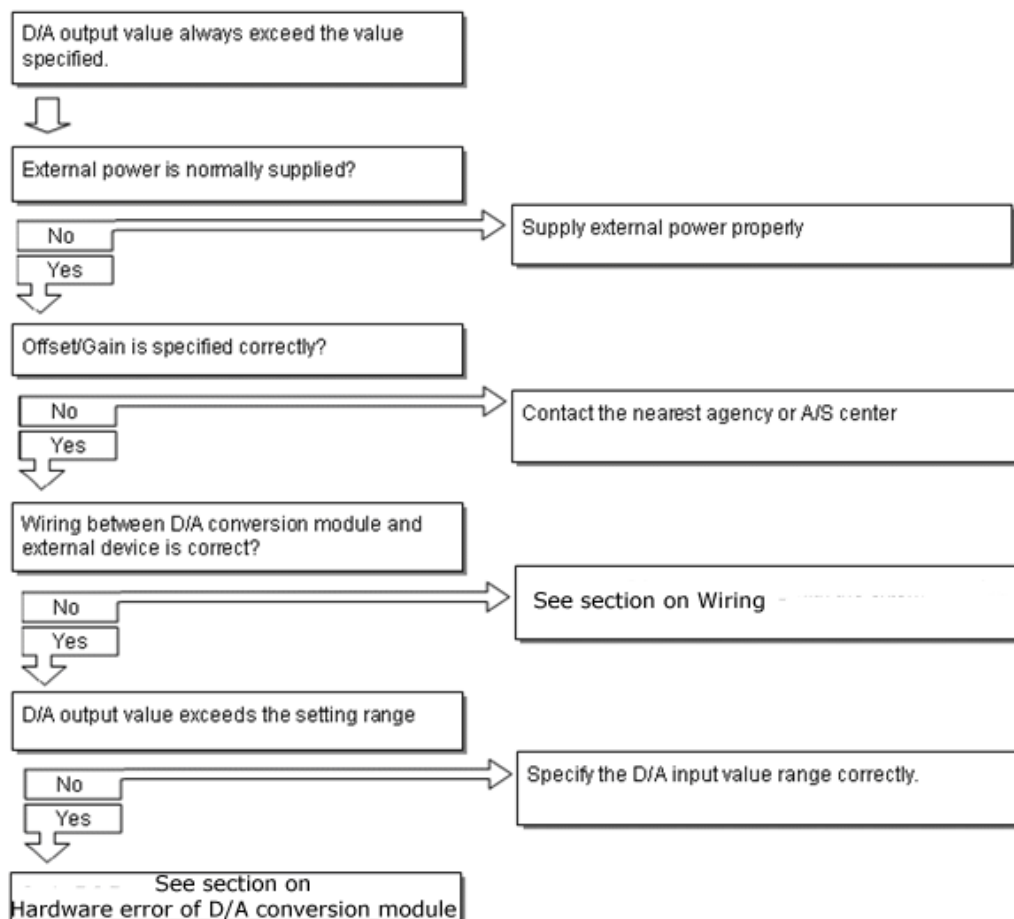 D/A output value always exceed the value
specified.
External power is normally supplied?
No
Supply external power properly
Yes
Offset/Gain is specified correctly?
No
Contact the nearest agency or A/S center
Yes
Wiring between D/A conversion module and
external device is correct?
No
See section on Wiring
Yes
D/A output value exceeds the setting range
No
Specify the D/A input value range correctly.
Yes
See section on
Hardware error of D/A conversion module